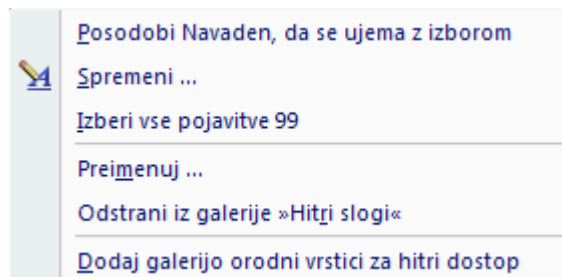 Posodobi Navaden, da se ujema z izborom
Spremeni ...
Izberi vse pojavitve 99
Preimenuj ...
Odstrani iz galerije »Hitri slogi«
Dodaj galerijo orodni vrstici za hitri dostop